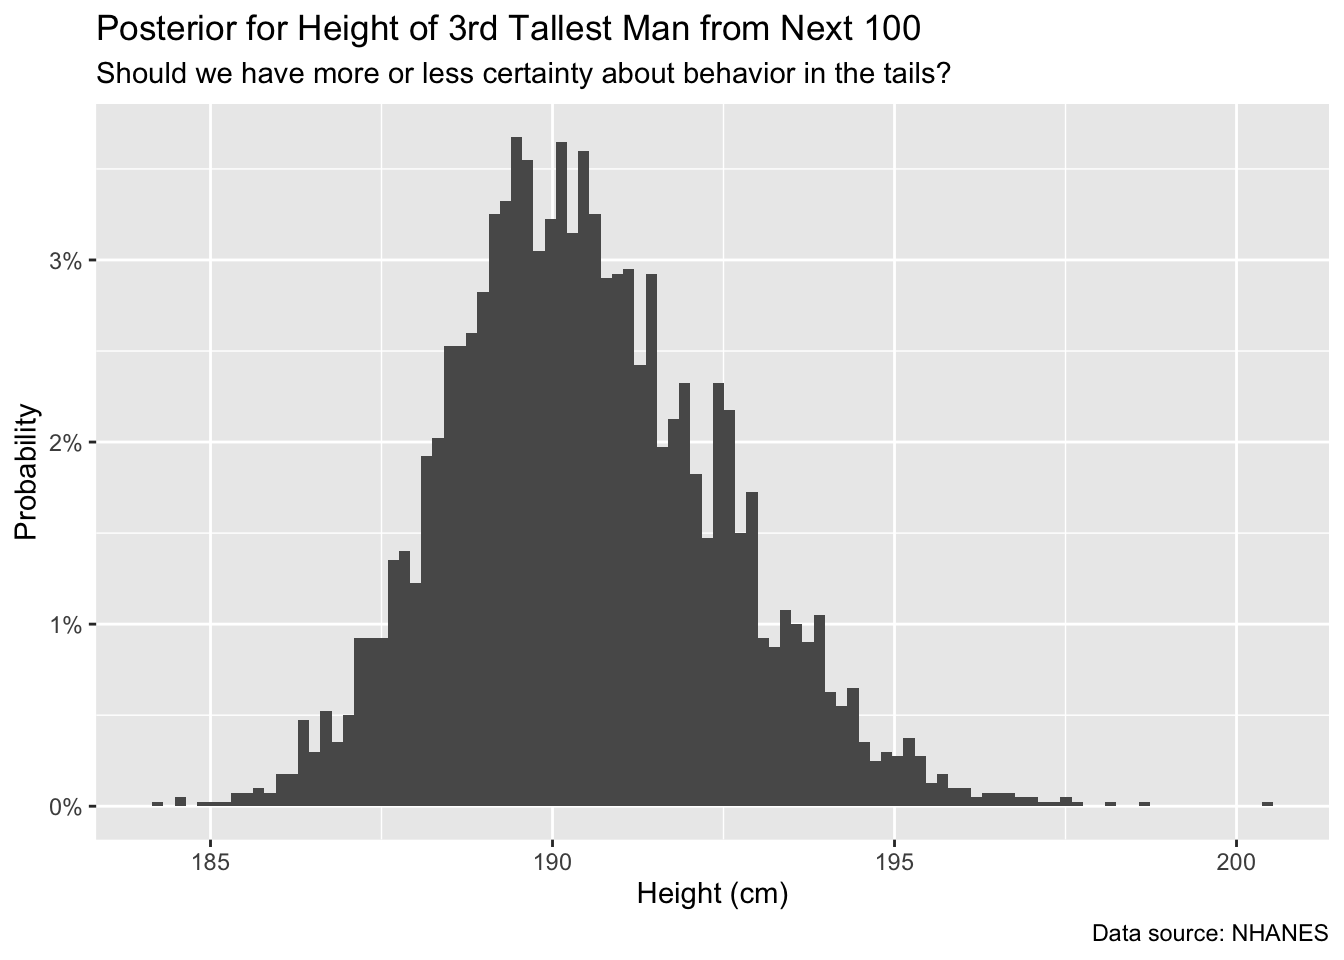 Posterior for Height of 3rd Tallest Man from Next 100
Should we have more or less certainty about behavior in the tails?
Probability
3%
2%
1%
0%
185 190 195 200
Height (cm)
Data source: NHANES